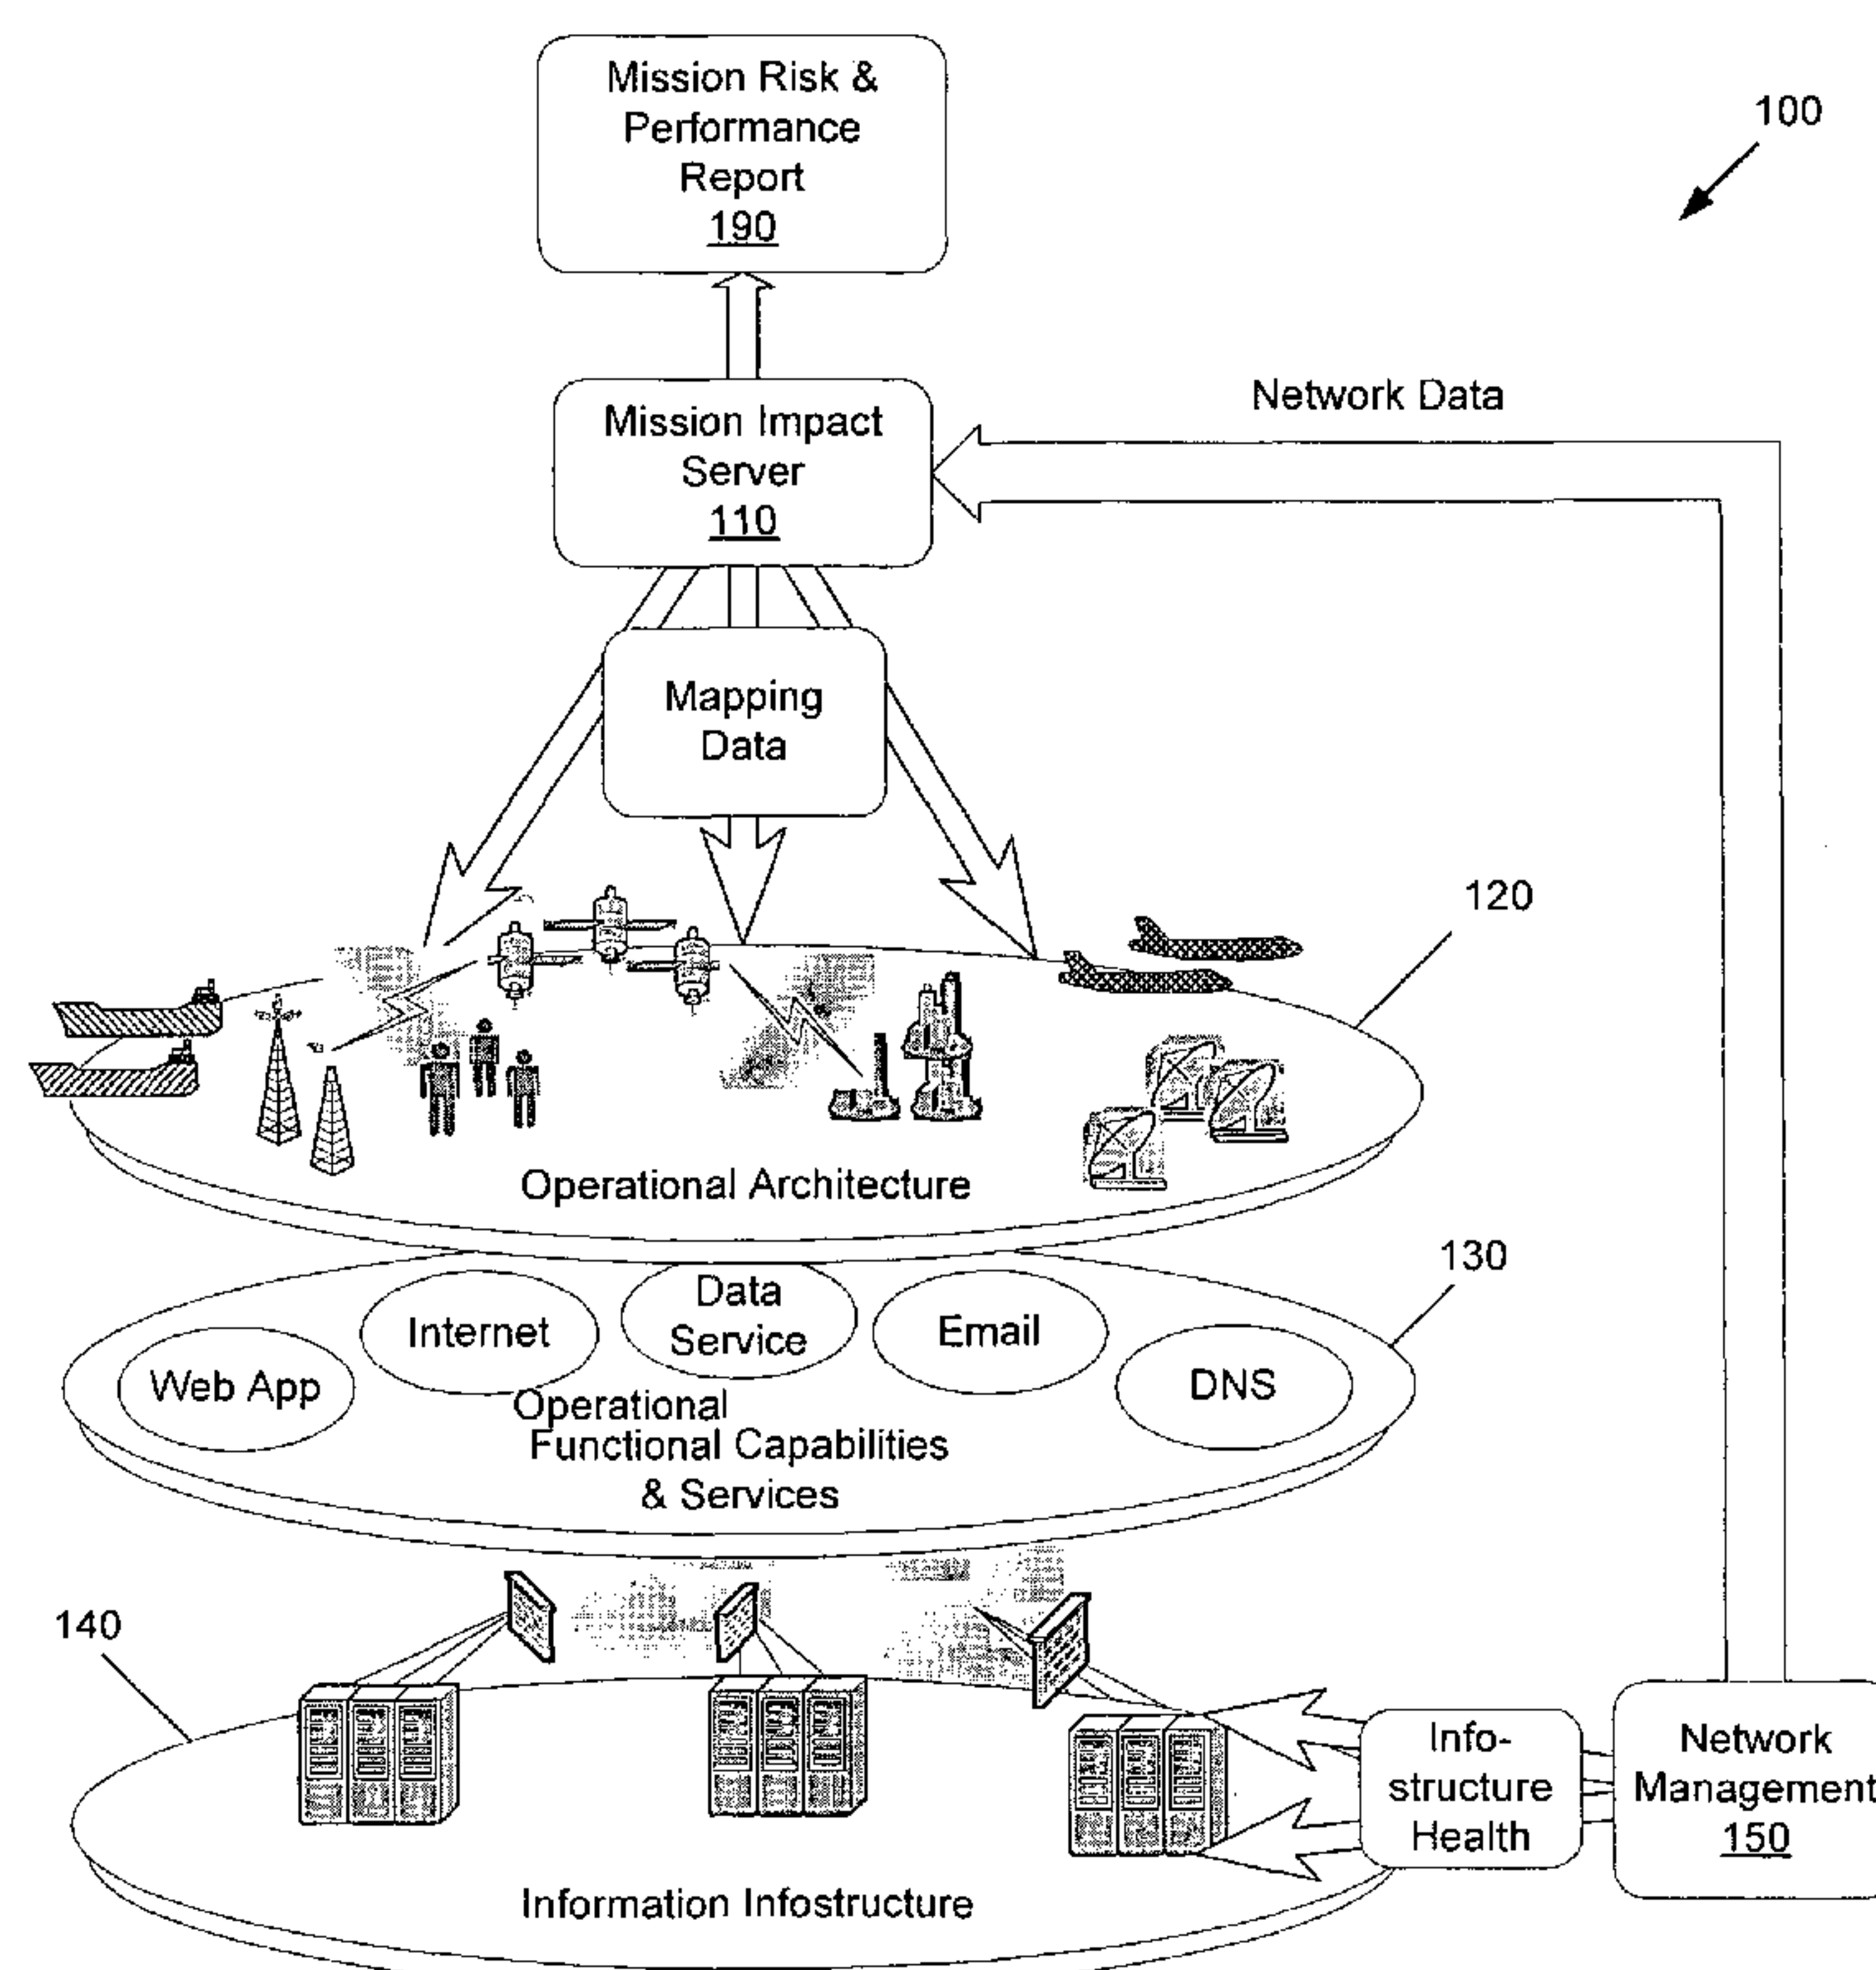 Mission Risk &
Performance
Report
190
100
Mission Impact
Server
110
Network Data
Mapping
Data
120
Operational Architecture
130
Data
Service
Internet
Email
Web App
DNS
Operational
Functional Capabilities
& Services
140
Info-
structure
Health
Network
Management
150
Information Infostructure